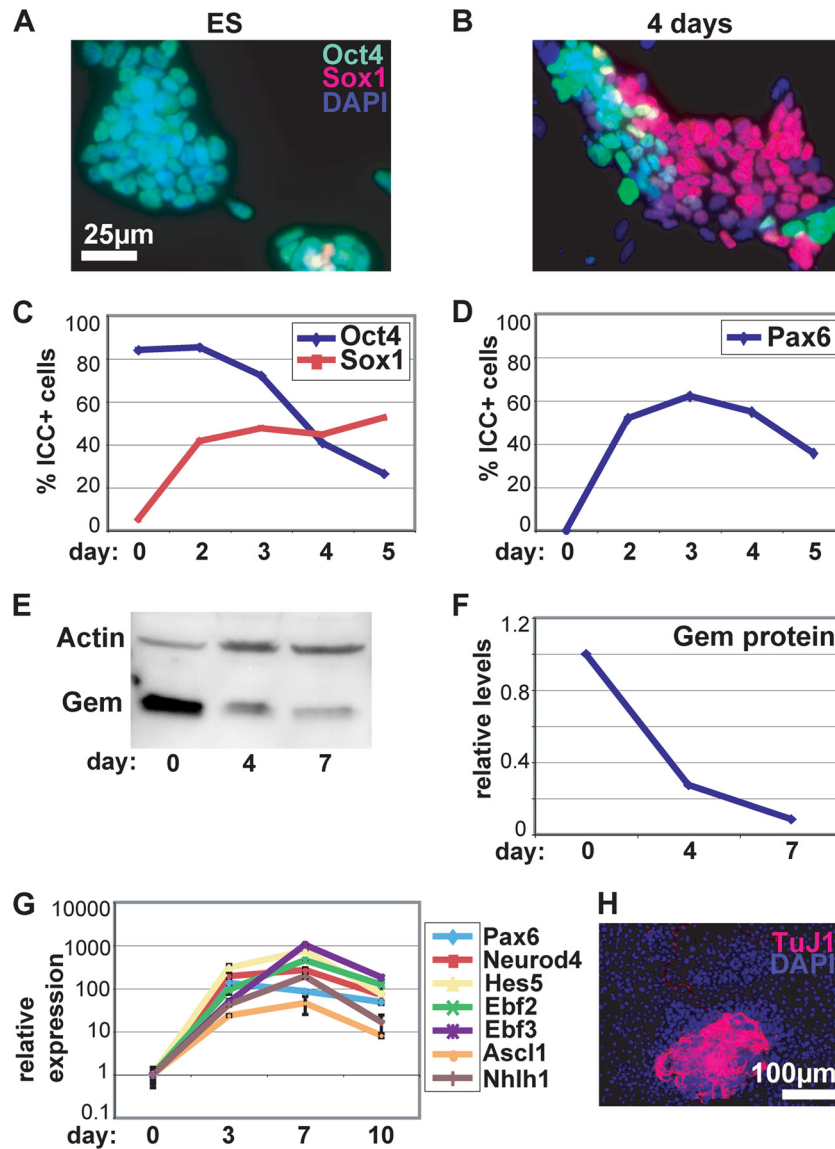 A
ES
Oct4
Sox1
DAPI
25µm
B
4 days
C
% ICC+ cells
100
80
60
40
20
0
Oct4
Sox1
day: 0 2 3 4 5
D
% ICC+ cells
100
80
60
40
20
0
Pax6
day: 0 2 3 4 5
E
Actin
Gem
day: 0 4 7
F
relative levels
1.2
0.8
0.4
0
Gem protein
day: 0 4 7
G
relative
expression
10000
1000
100
10
1
0.1
Pax6
Neurod4
Hes5
Ebf2
Ebf3
Ascl1
Nhlh1
day: 0 3 7 10
H
TuJ1
DAPI
100µm